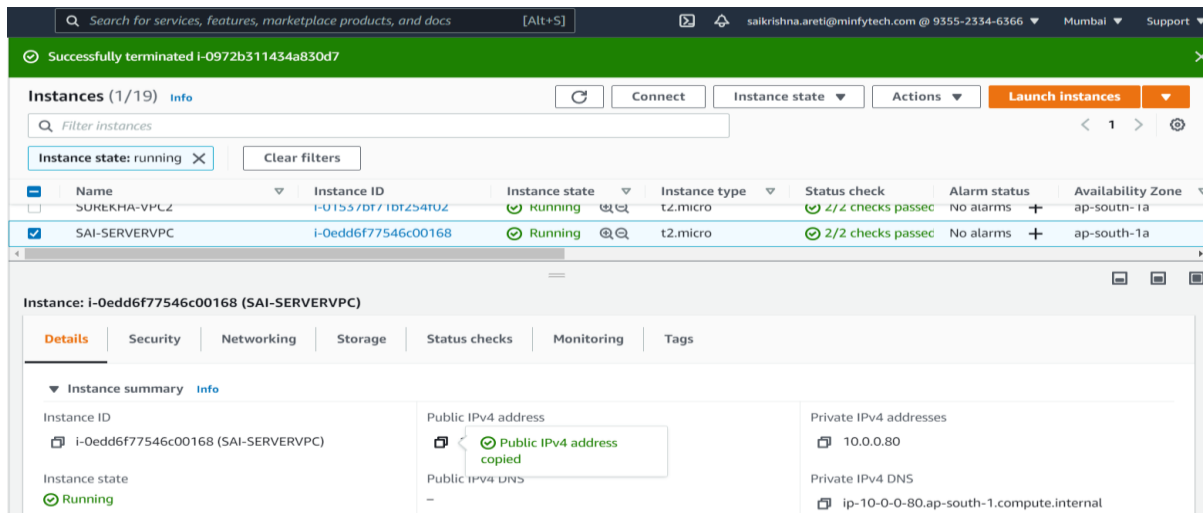 Search for services, features, marketplace products, and docs [Alt+S] saikrishna.areti@minfytech.com @ 9355-2334-6366 Mumbai Support
Successfully terminated i-0972b311434a830d7
Instances (1/19) Info Connect Instance state Actions Launch instances
Filter instances 1
Instance state: running Clear filters
Name Instance ID Instance state Instance type Status check Alarm status Availability Zone
SUREKHA-VPC2 i-01537bf71bf254f02 Running t2.micro 2/2 checks passed No alarms ap-south-1a
SAI-SERVERVPC i-0edd6f77546c00168 Running t2.micro 2/2 checks passed No alarms ap-south-1a
Instance: i-0edd6f77546c00168 (SAI-SERVERVPC)
Details Security Networking Storage Status checks Monitoring Tags
Instance summary Info
Instance ID Public IPv4 address Private IPv4 addresses
i-0edd6f77546c00168 (SAI-SERVERVPC) Public IPv4 address 10.0.0.80
copied
Instance state Public IPv4 DNS Private IPv4 DNS
Running – ip-10-0-0-80.ap-south-1.compute.internal